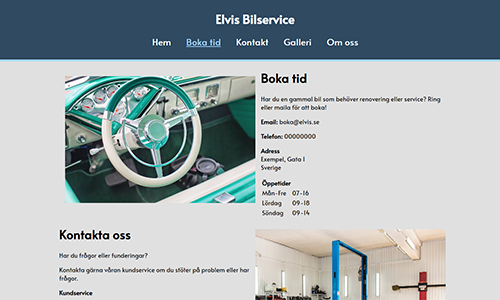 Elvis Bilservice
Hem Boka tid Kontakt Galleri Om oss
Boka tid
Har du en gammal bil som behöver renovering eller service? Ring
eller maila för att boka!
Email: boka@elvis.se
Telefon: 00000000
Adress
Exempel, Gata 1
Sverige
Öppetider
Mån-Fre 07-16
Lördag 09-18
Söndag 09-14
Kontakta oss
Har du frågor eller funderingar?
Kontakta gärna våran kundservice om du stöter på problem eller har
frågor.
Kundservice